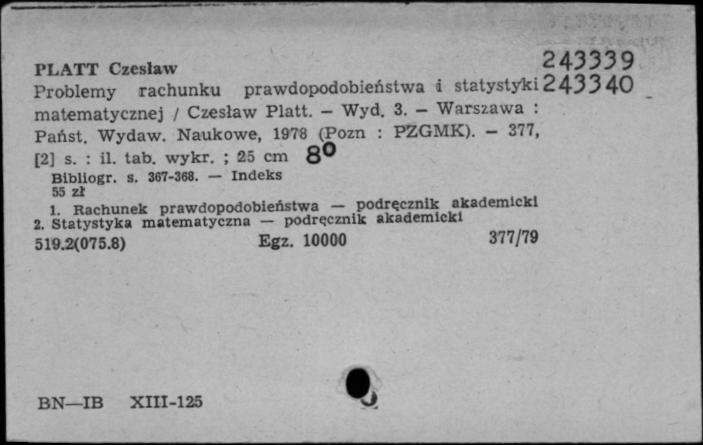 243339
PLATT Czesław
Problemy rachunku prawdopodobieństwa i statystyki 243340
matematycznej / Czesław Platt. — Wyd. 3. — Warszawa :
Państ. Wydaw. Naukowe, 1978 (Pozn : PZGMK). — 377,
[2] s. : il. tab. wykr. ; 25 cm 8º
Bibliogr. s. 367-368. — Indeks
55 zł
1. Rachunek prawdopodobieństwa — podręcznik akademicki
2. Statystyka matematyczna — podręcznik akademicki
519.2(075.8) Egz. 10000 377/79
BN—IB XIII-125